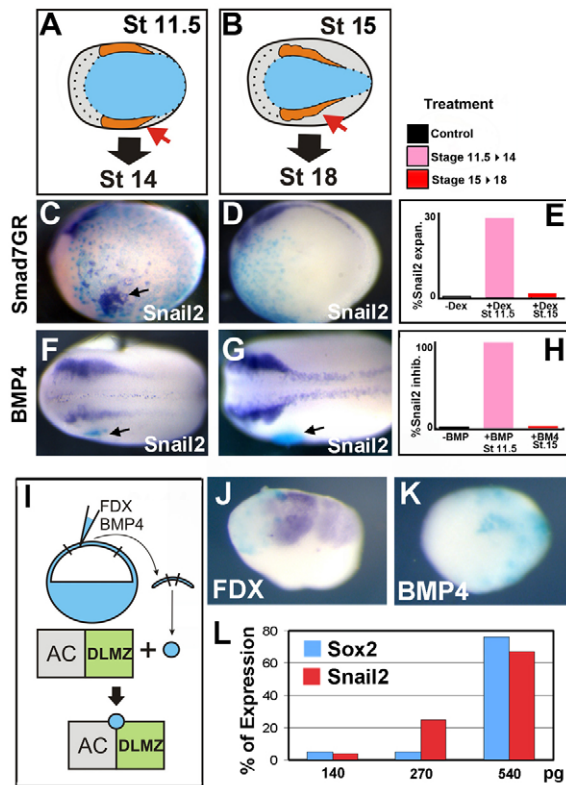 A St 11.5
B St 15
St 14
St 18
Treatment
Control
Stage 11.5 ▸ 14
Stage 15 ▸ 18
Smad7GR
C
Snail2
D
Snail2
E
%Snail2 expan.
30
0
-Dex
+Dex
St 11.5
+Dex
St.15
BMP4
F
Snail2
G
Snail2
H
%Snail2 inhib.
100
0
-BMP
+BMP
St 11.5
+BM4
St.15
I
FDX
BMP4
AC DLMZ +
AC DLMZ
J
FDX
K
BMP4
L
% of Expression
80
60
40
20
0
Sox2
Snail2
140 270 540 pg